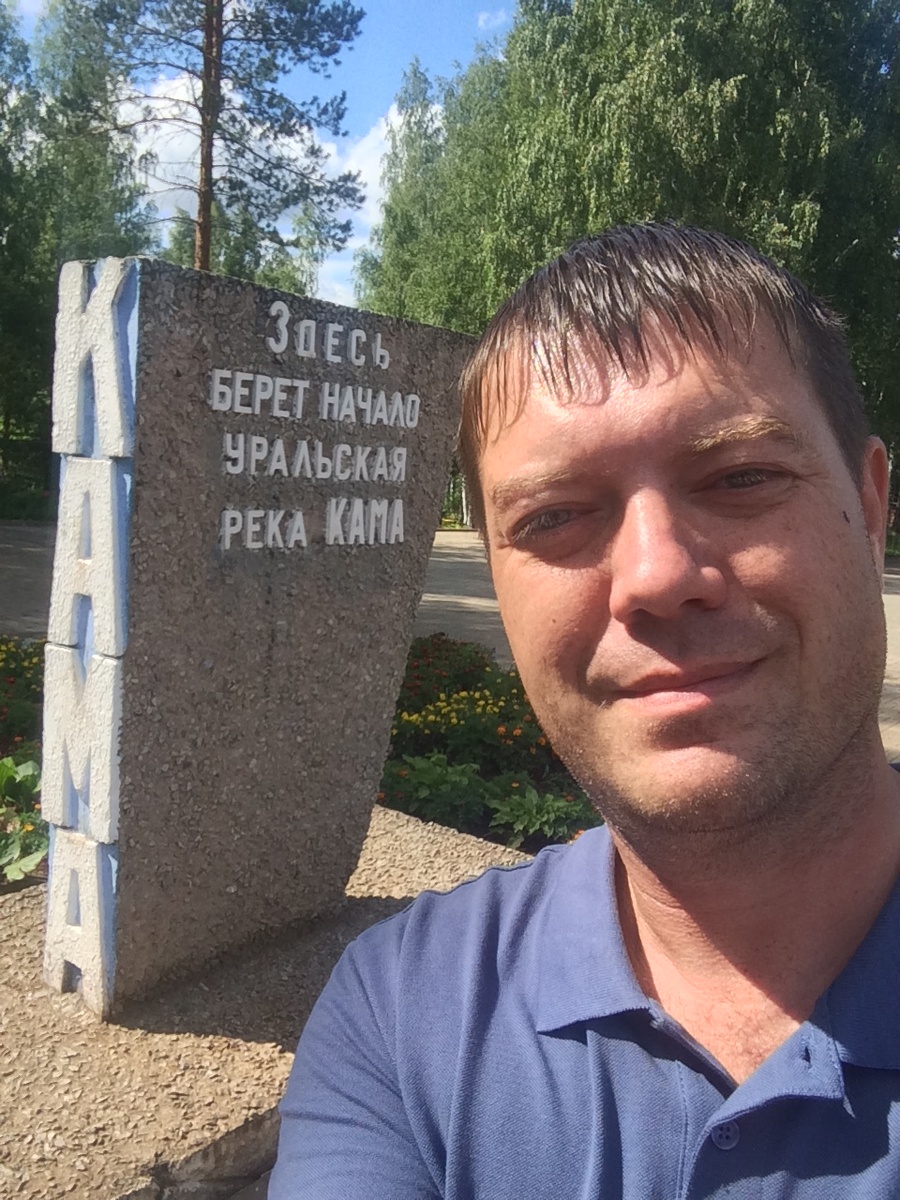 КАМА
Здесь
БЕРЕТ НАЧАЛО
УРАЛЬСКАЯ
РЕКА КАМА